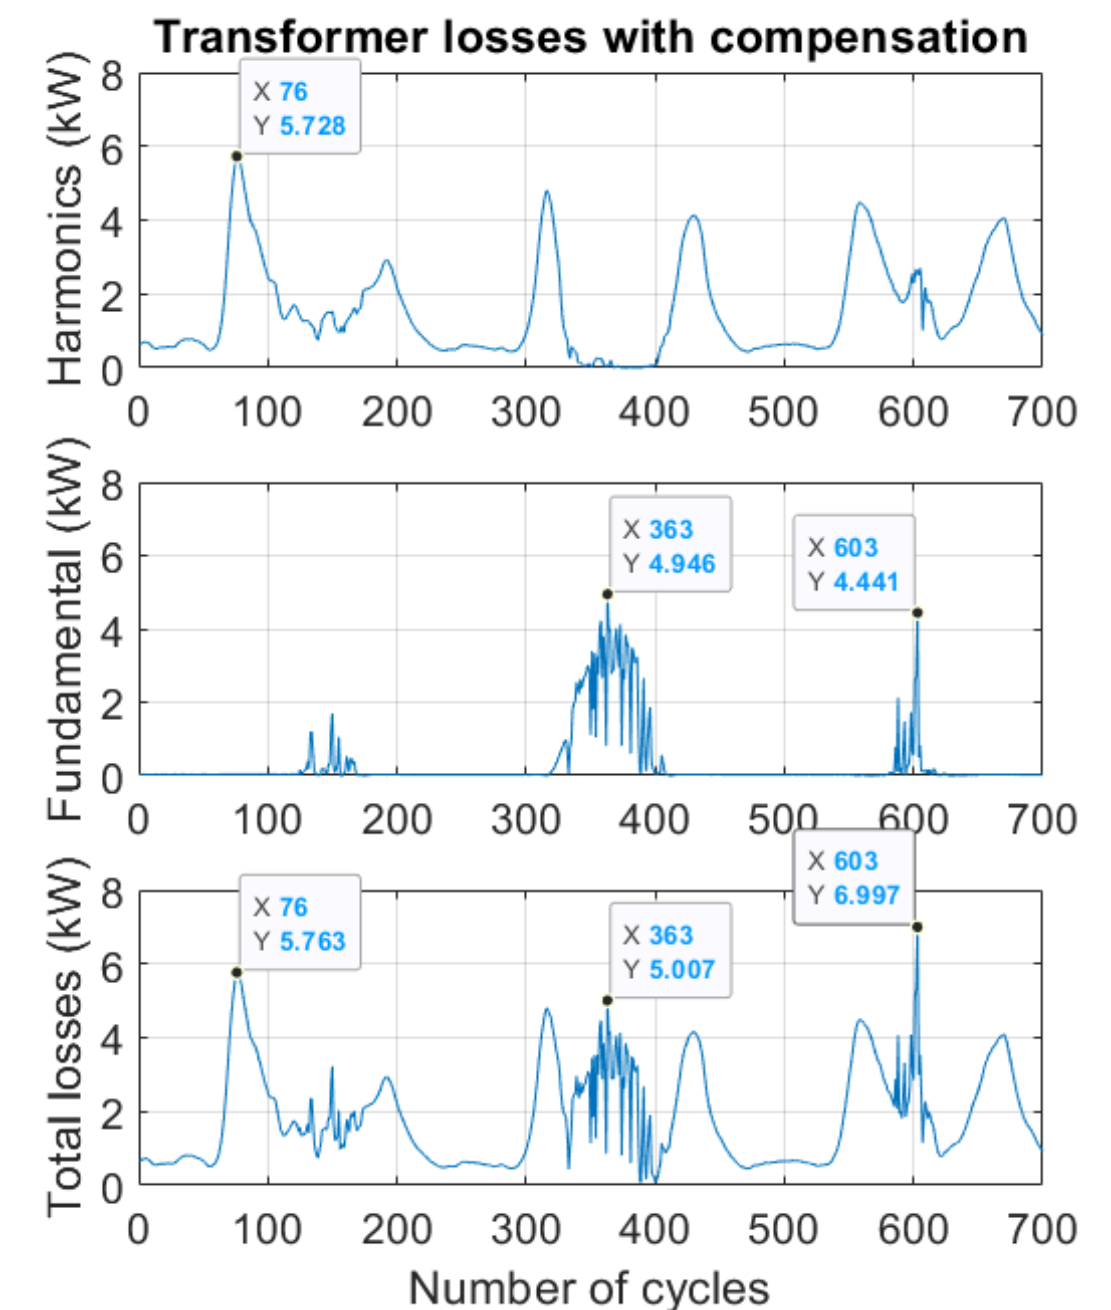 Transformer losses with compensation
Harmonics (kW)
8
6
4
2
0
X 76
Y 5.728
0 100 200 300 400 500 600 700
Fundamental (kW)
8
6
4
2
0
X 363
Y 4.946
X 603
Y 4.441
0 100 200 300 400 500 600 700
Total losses (kW)
8
6
4
2
0
X 76
Y 5.763
X 363
Y 5.007
X 603
Y 6.997
0 100 200 300 400 500 600 700
Number of cycles